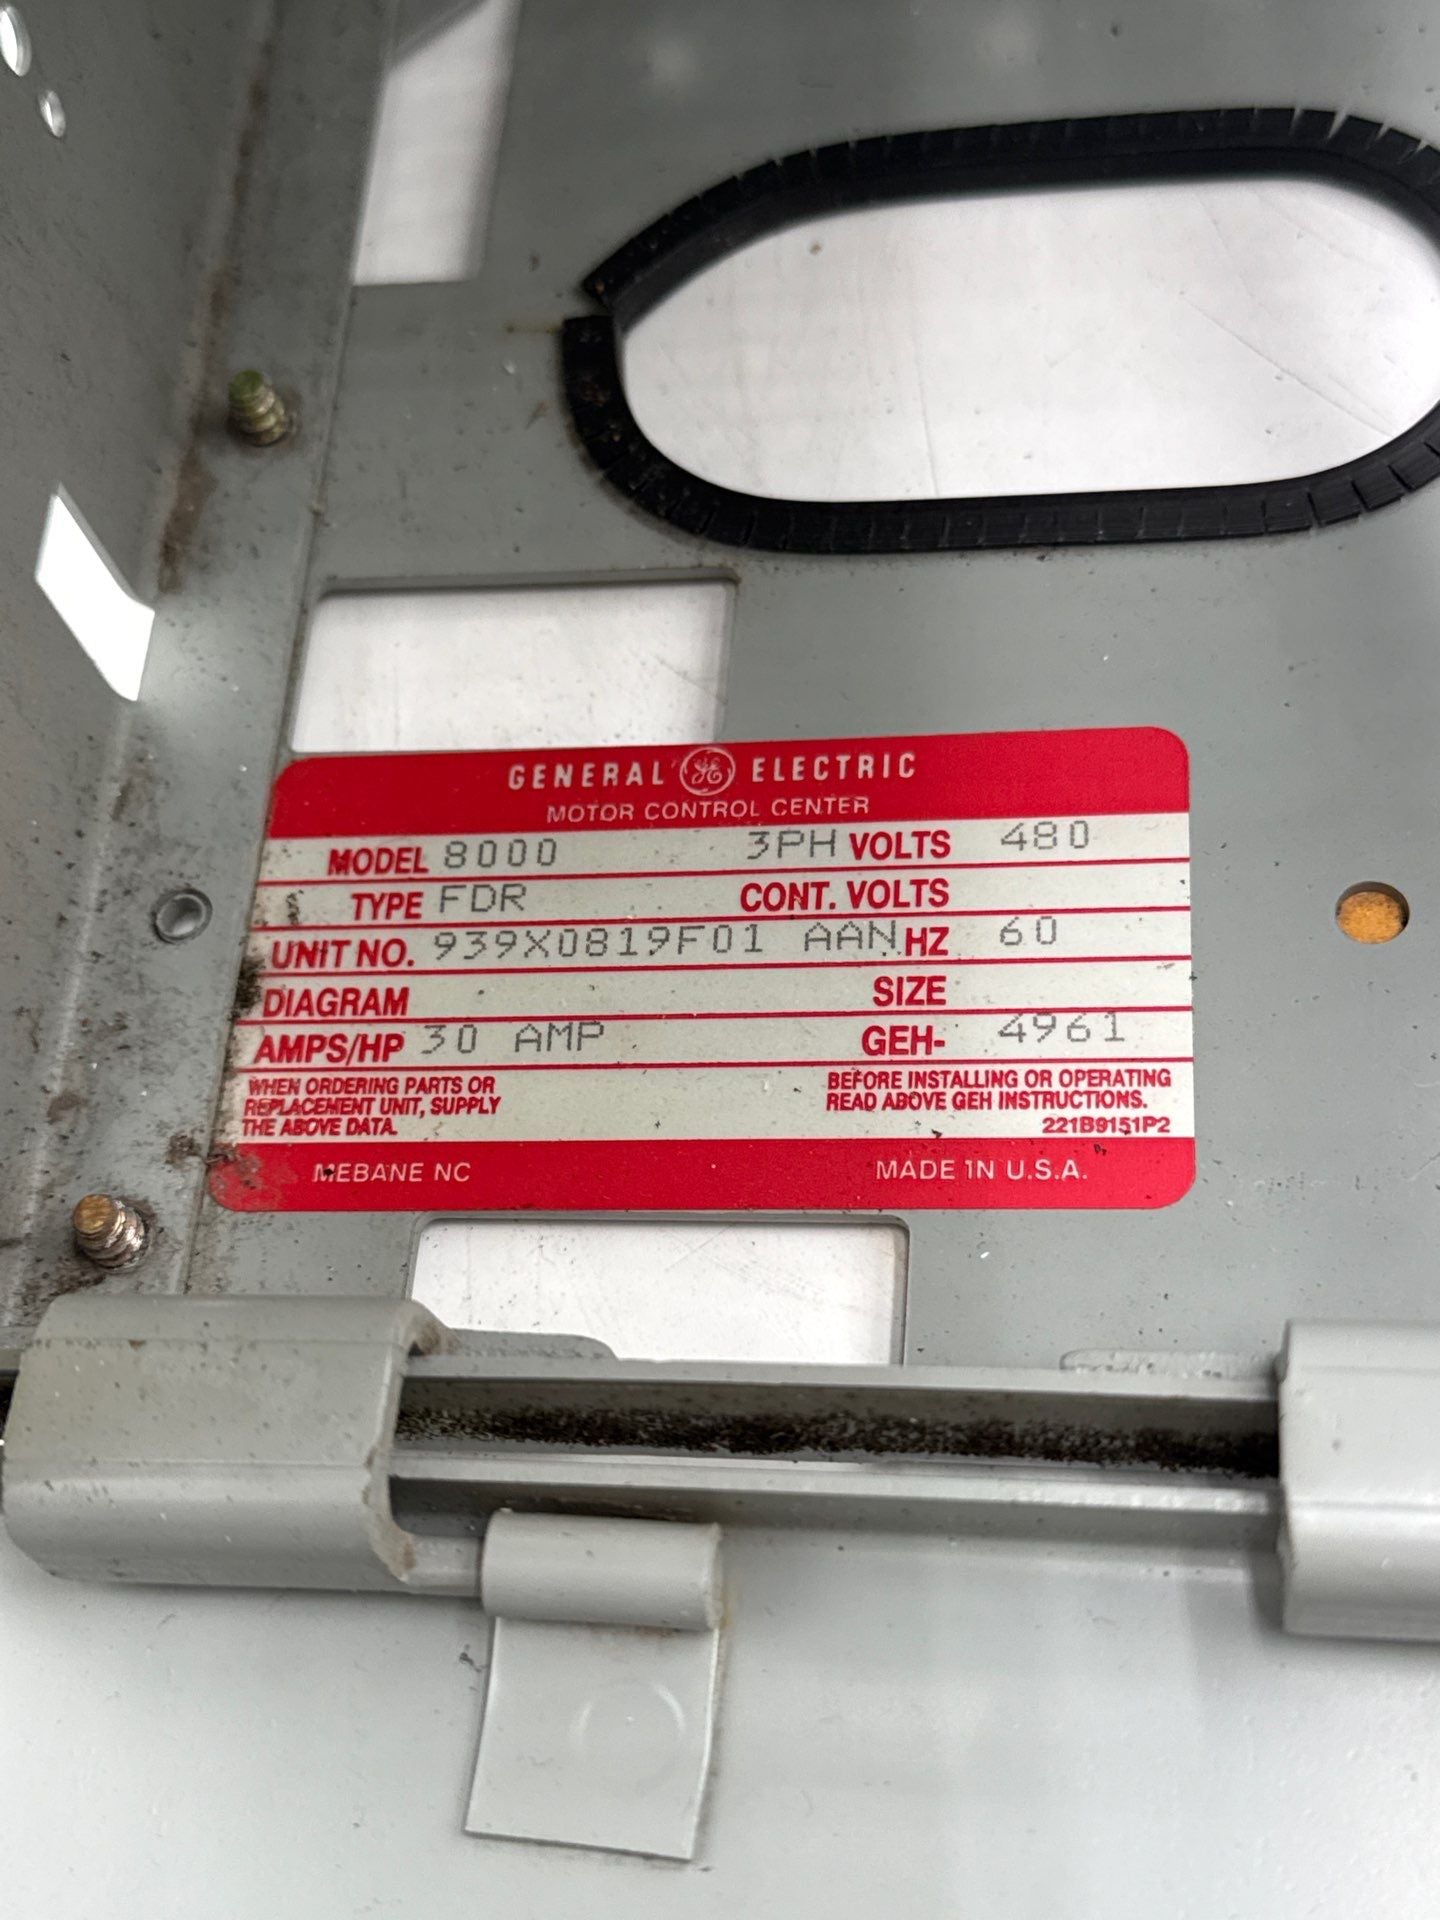 GENERAL GE ELECTRIC
MOTOR CONTROL CENTER
MODEL 8000 3PH VOLTS 480
TYPE FDR CONT. VOLTS
UNIT NO. 939X0819F01 AAN HZ 60
DIAGRAM SIZE
AMPS/HP 30 AMP GEH- 4961
WHEN ORDERING PARTS OR
REPLACEMENT UNIT, SUPPLY
THE ABOVE DATA.
BEFORE INSTALLING OR OPERATING
READ ABOVE GEH INSTRUCTIONS.
221B9151P2
MEBANE NC MADE IN U.S.A.